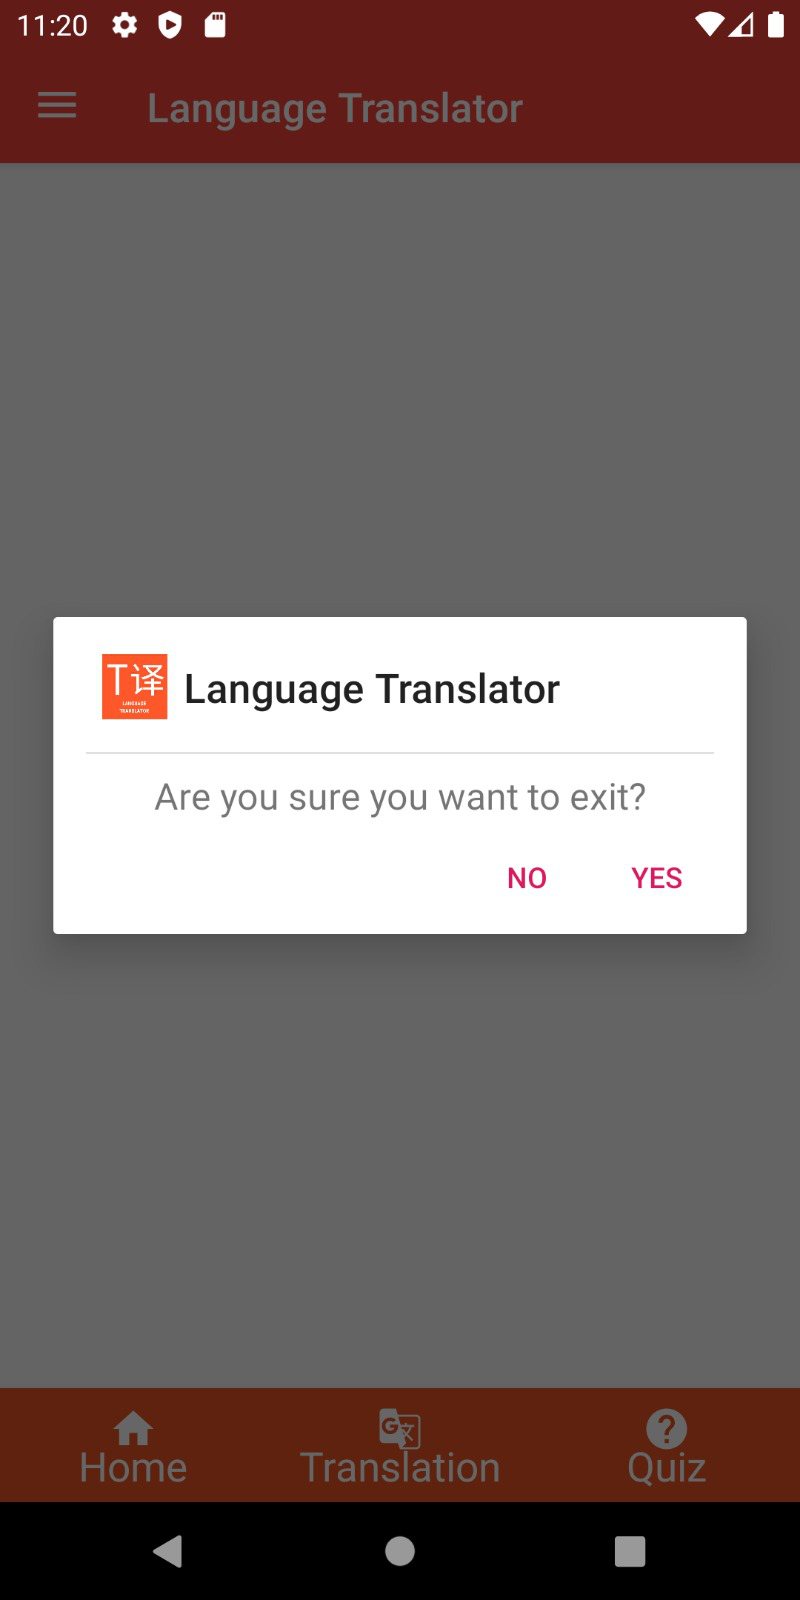 11:20
Language Translator
T译
LANGUAGE
TRANSLATOR
Language Translator
Are you sure you want to exit?
NO YES
Home Translation Quiz